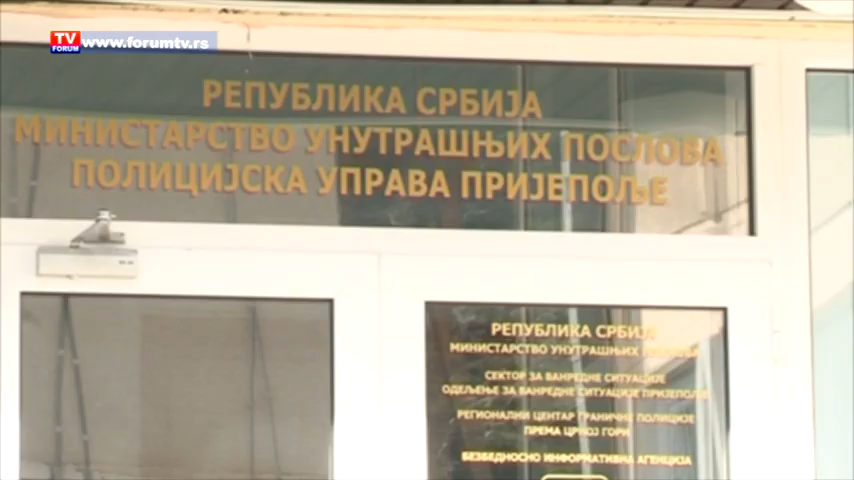 TV FORUM www.forumtv.rs
РЕПУБЛИКА СРБИЈА
МИНИСТАРСТВО УНУТРАШЊИХ ПОСЛОВА
ПОЛИЦИЈСКА УПРАВА ПРИЈЕПОЉЕ
РЕПУБЛИКА СРБИЈА
МИНИСТАРСТВО УНУТРАШЊИХ ПОСЛОВА
СЕКТОР ЗА ВАНРЕДНЕ СИТУАЦИЈЕ
ОДЕЉЕЊЕ ЗА ВАНРЕДНЕ СИТУАЦИЈЕ ПРИЈЕПОЉЕ
РЕГИОНАЛНИ ЦЕНТАР ГРАНИЧНЕ ПОЛИЦИЈЕ
ПРЕМА ЦРНОЈ ГОРИ
БЕЗБЕДНОСНО ИНФОРМАТИВНА АГЕНЦИЈА